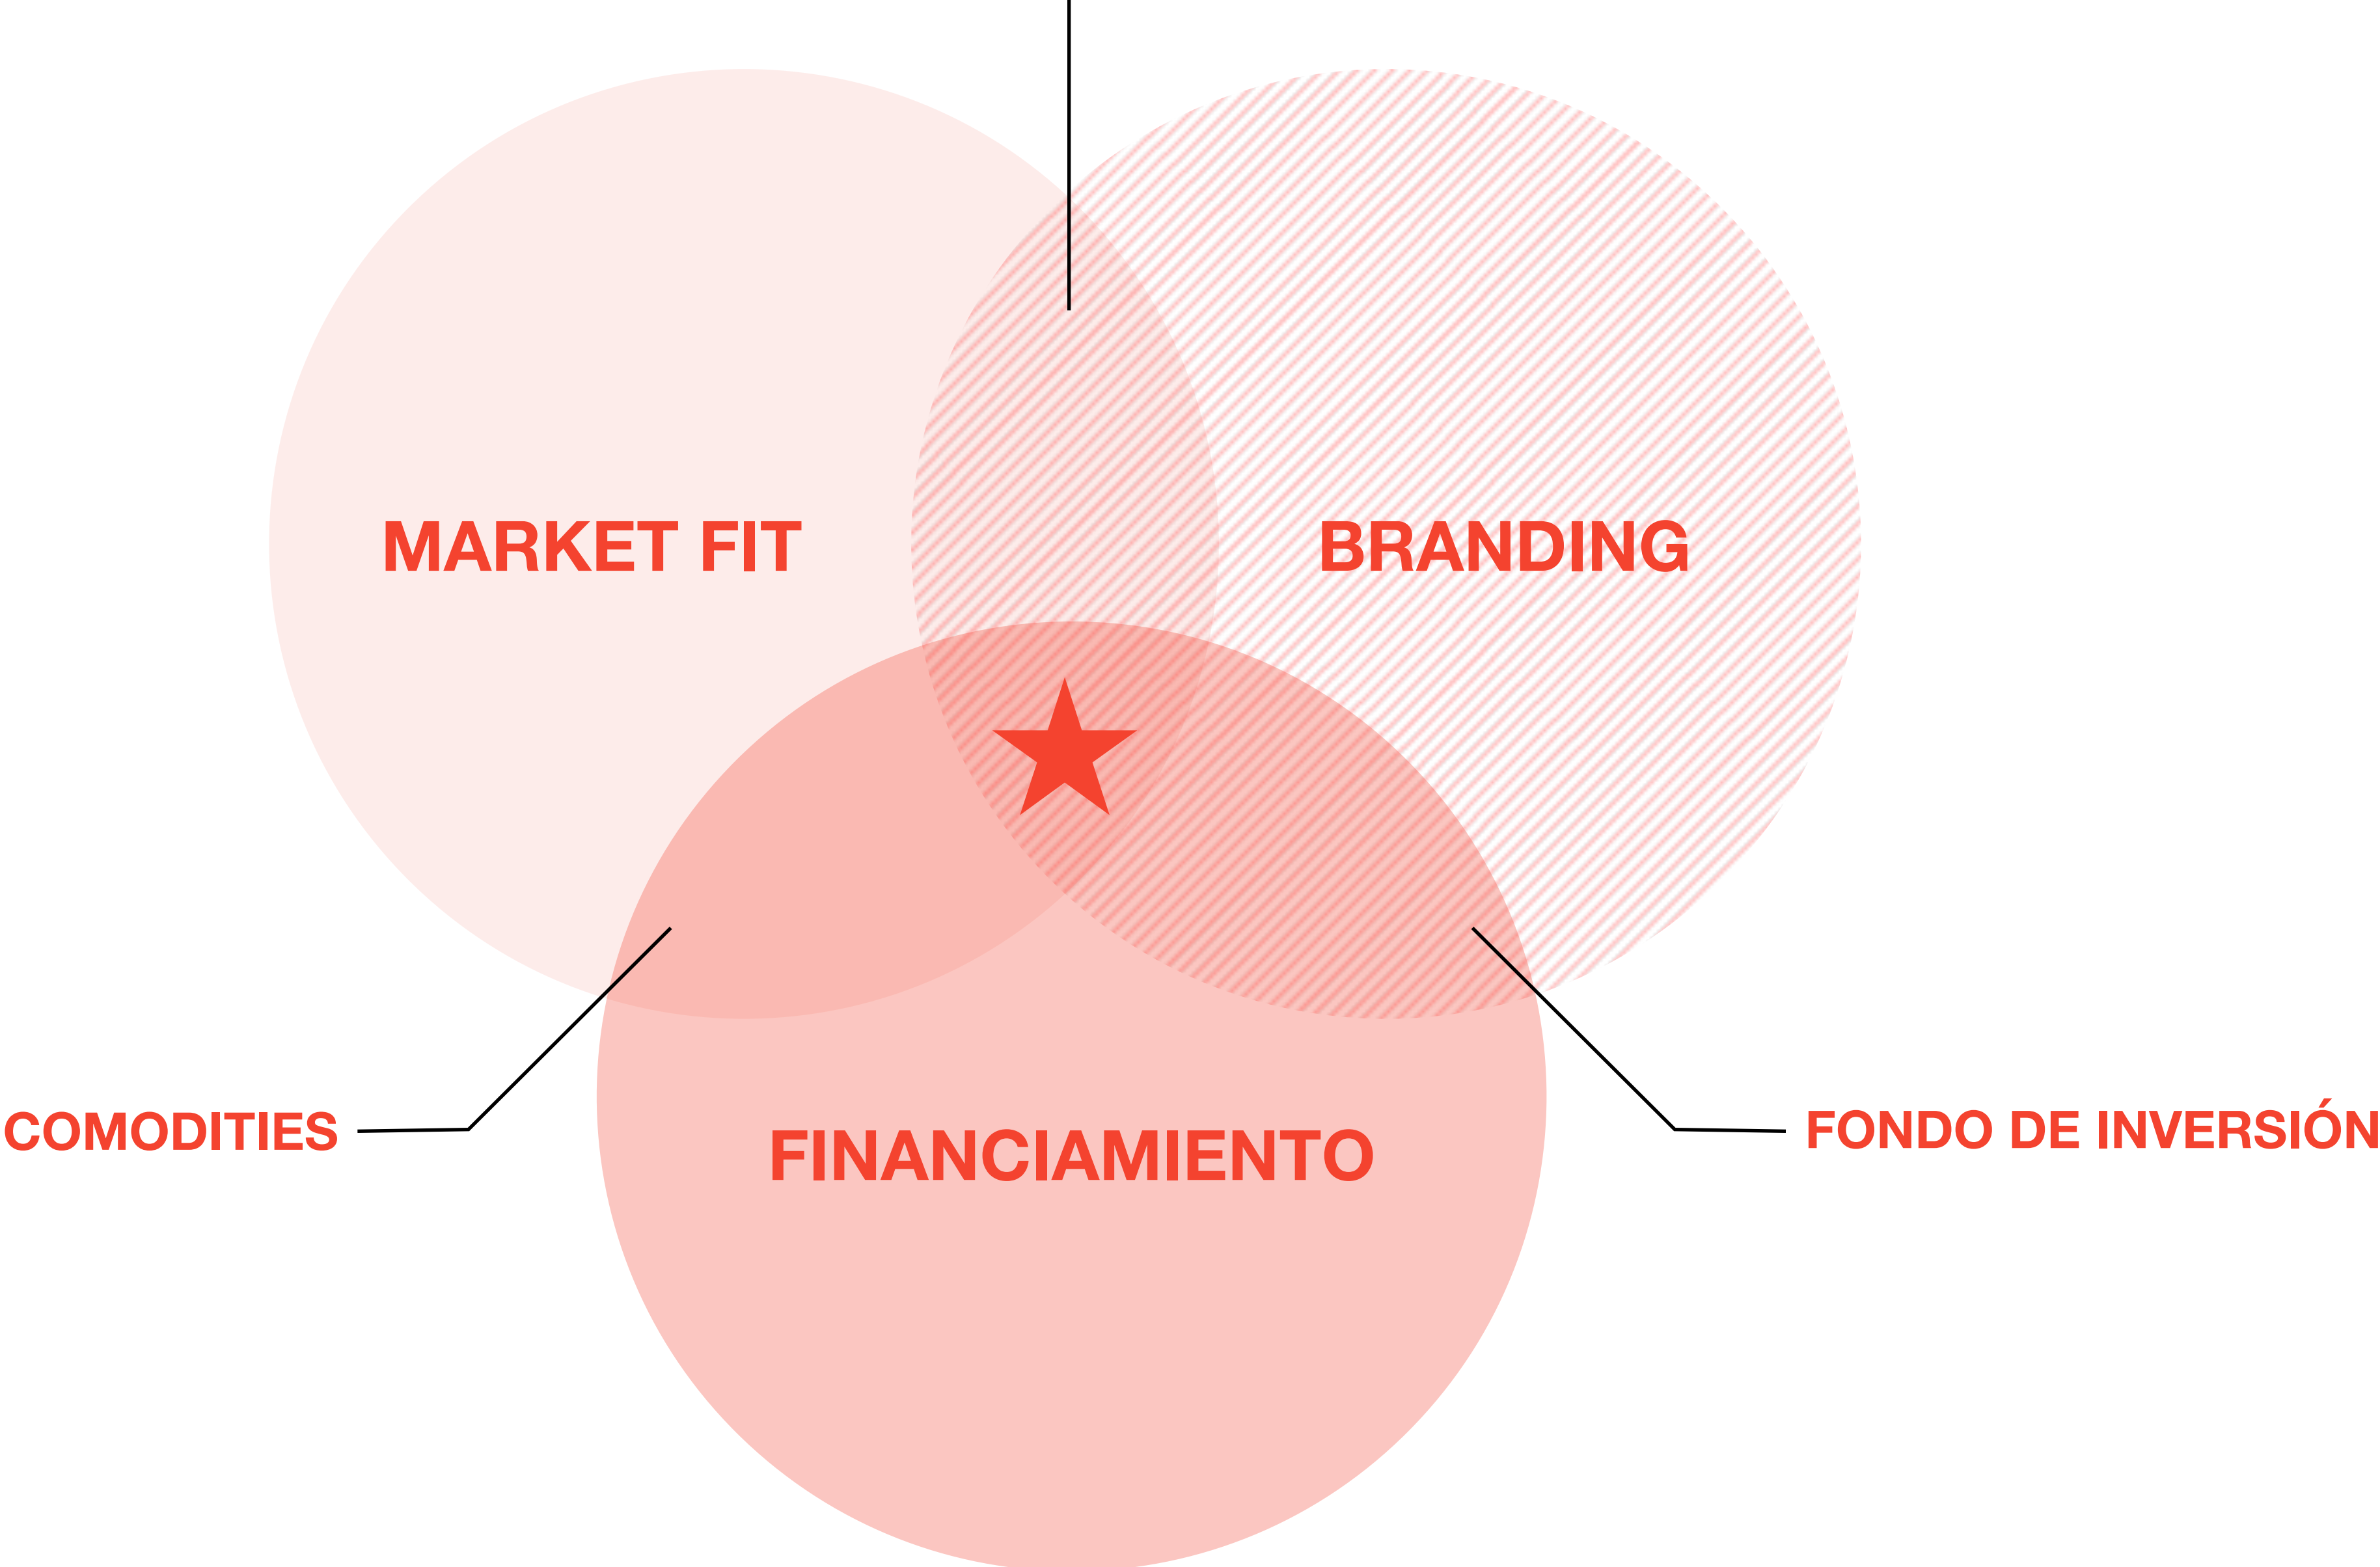 MARKET FIT
BRANDING
COMODITIES
FONDO DE INVERSIÓN
FINANCIAMIENTO